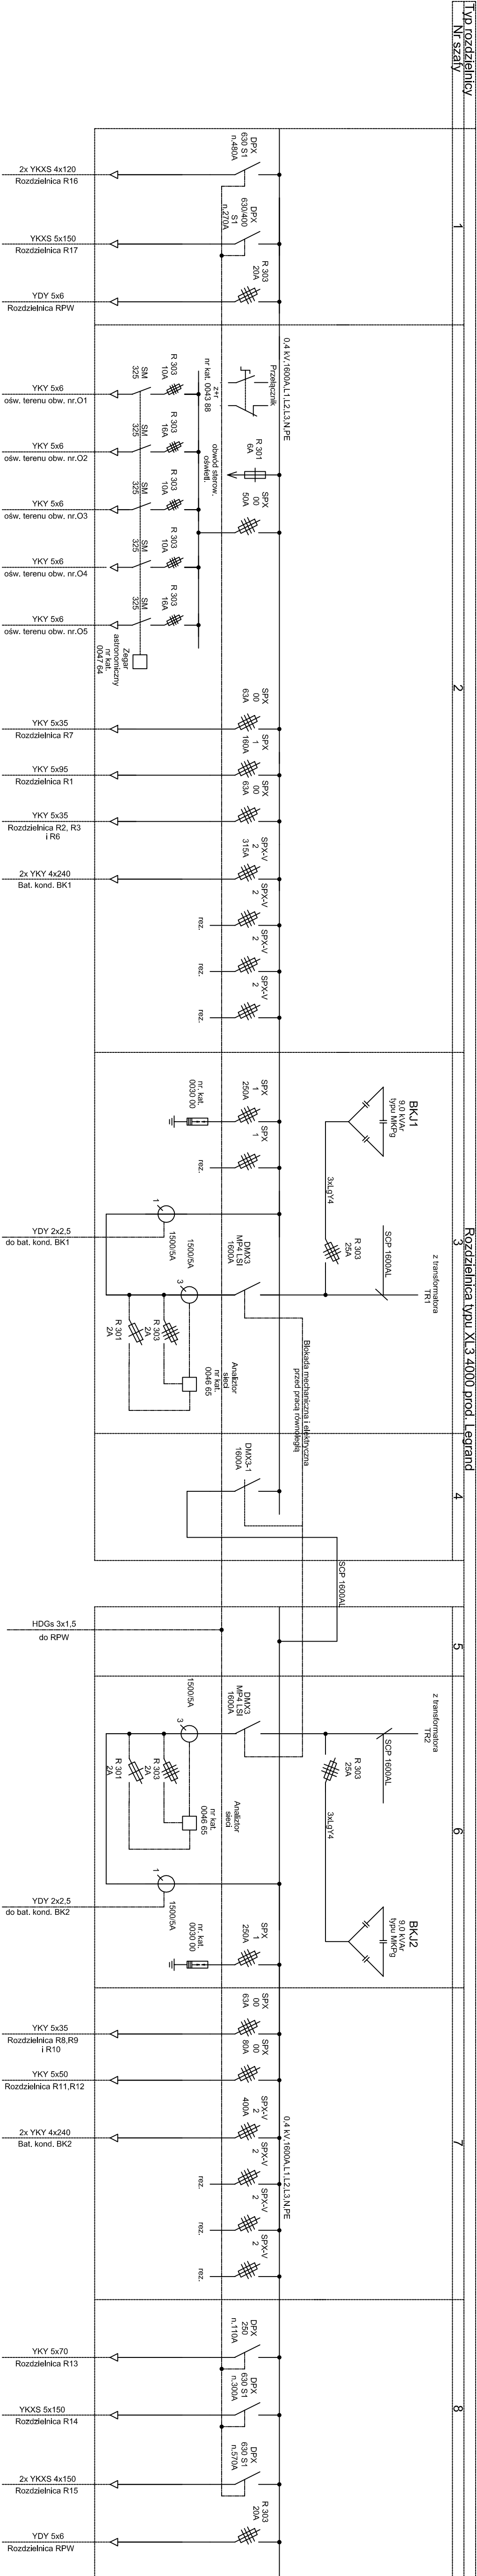 Typ rozdzielnicy
Rozdzielnica typu XL3 4000 prod. Legrand
Nr szafy
1
2
3
4
5
6
7
8
DPX
630 S1
n.480A
2x YKXS 4x120
Rozdzielnica R16
DPX
630/400
S1
n.270A
YKXS 5x150
Rozdzielnica R17
R 303
20A
YDY 5x6
Rozdzielnica RPW
0,4 kV,1600A,L1,L2,L3,N,PE
Przełącznik
z+r
nr kat. 0043 88
R 301
6A
obwód sterow.
oświetl.
SPX
00
50A
R 303
10A
SM
325
YKY 5x6
ośw. terenu obw. nr.O1
R 303
16A
SM
325
YKY 5x6
ośw. terenu obw. nr.O2
R 303
10A
SM
325
YKY 5x6
ośw. terenu obw. nr.O3
R 303
10A
SM
325
YKY 5x6
ośw. terenu obw. nr.O4
R 303
16A
SM
325
YKY 5x6
ośw. terenu obw. nr.O5
Zegar
astronomiczny
nr kat.
0047 64
SPX
00
63A
YKY 5x35
Rozdzielnica R7
SPX
1
160A
YKY 5x95
Rozdzielnica R1
SPX
00
63A
YKY 5x35
Rozdzielnica R2, R3
i R6
SPX-V
2
315A
2x YKY 4x240
Bat. kond. BK1
SPX-V
2
rez.
SPX-V
2
rez.
SPX-V
2
rez.
BKJ1
9,0 kVAr
typu MKPg
3xLgY4
R 303
25A
SCP 1600AL
z transformatora
TR1
SPX
1
250A
nr. kat.
0030 00
SPX
1
rez.
1
1500/5A
YDY 2x2,5
do bat. kond. BK1
DMX3
MP4 LSI
1600A
1500/5A
3
R 303
2A
R 301
2A
Analiztor
sieci
nr kat.
0046 65
Blokada mechaniczna i elektryczna
przed pracą równoległą
DMX3-1
1600A
SCP 1600AL
HDGs 3x1,5
do RPW
z transformatora
TR2
SCP 1600AL
R 303
25A
3xLgY4
BKJ2
9,0 kVAr
typu MKPg
DMX3
MP4 LSI
1600A
1500/5A
3
R 303
2A
R 301
2A
Analiztor
sieci
nr kat.
0046 65
1
1500/5A
YDY 2x2,5
do bat. kond. BK2
SPX
1
250A
nr. kat.
0030 00
SPX
00
63A
YKY 5x35
Rozdzielnica R8,R9
i R10
SPX
00
80A
YKY 5x50
Rozdzielnica R11,R12
SPX-V
2
400A
2x YKY 4x240
Bat. kond. BK2
0,4 kV,1600A,L1,L2,L3,N,PE
SPX-V
2
rez.
SPX-V
2
rez.
SPX-V
2
rez.
DPX
250
n.110A
YKY 5x70
Rozdzielnica R13
DPX
630 S1
n.300A
YKXS 5x150
Rozdzielnica R14
DPX
630 S1
n.570A
2x YKXS 4x150
Rozdzielnica R15
R 303
20A
YDY 5x6
Rozdzielnica RPW